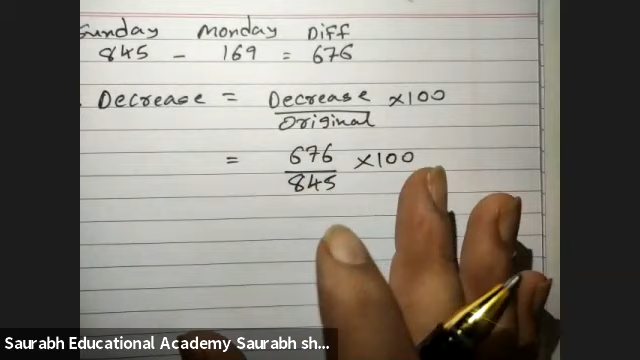 Sunday Monday Diff
845 - 169 = 676
Decrease = Decrease ×100
Original
= 676 ×100
845
Saurabh Educational Academy Saurabh sh...